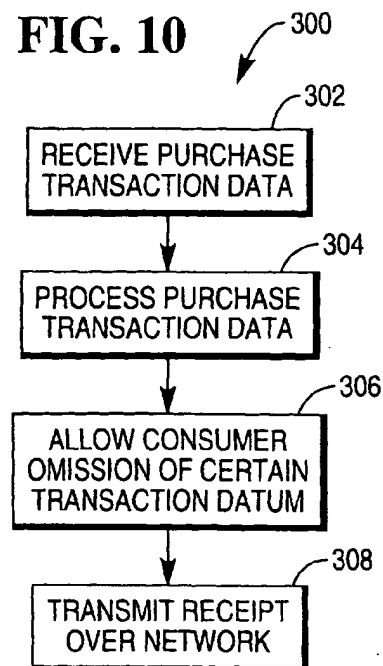 FIG. 10
300
302
RECEIVE PURCHASE
TRANSACTION DATA
304
PROCESS PURCHASE
TRANSACTION DATA
306
ALLOW CONSUMER
OMISSION OF CERTAIN
TRANSACTION DATUM
308
TRANSMIT RECEIPT
OVER NETWORK